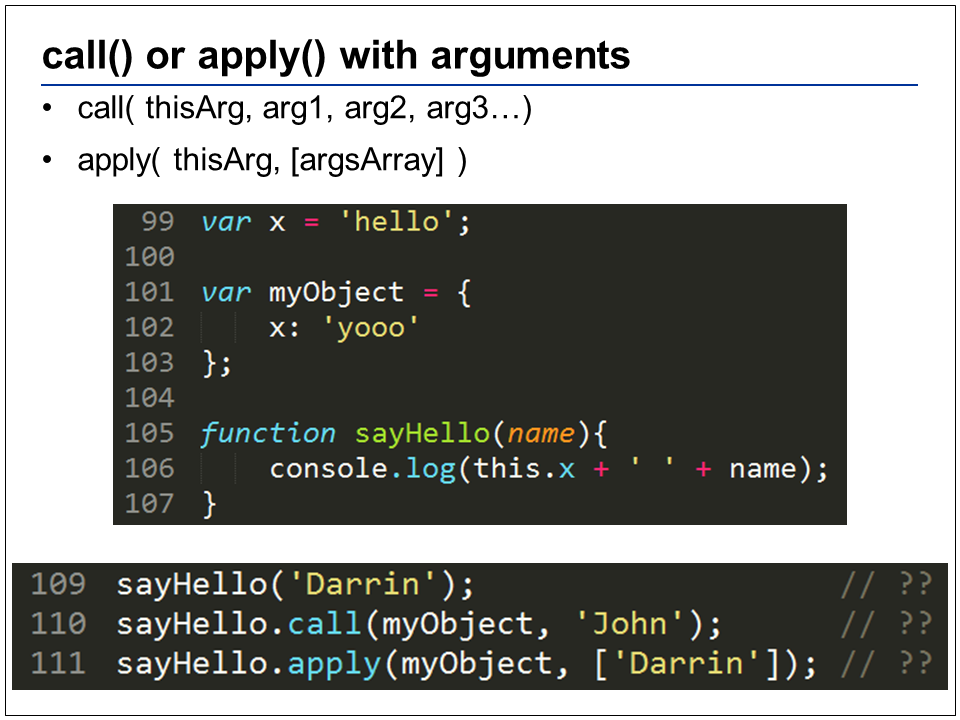 call() or apply() with arguments
• call( thisArg, arg1, arg2, arg3…)
• apply( thisArg, [argsArray] )
99 var x = 'hello';
100
101 var myObject = {
102     x: 'yooo'
103 };
104
105 function sayHello(name){
106     console.log(this.x + ' ' + name);
107 }
109 sayHello('Darrin'); // ??
110 sayHello.call(myObject, 'John'); // ??
111 sayHello.apply(myObject, ['Darrin']); // ??